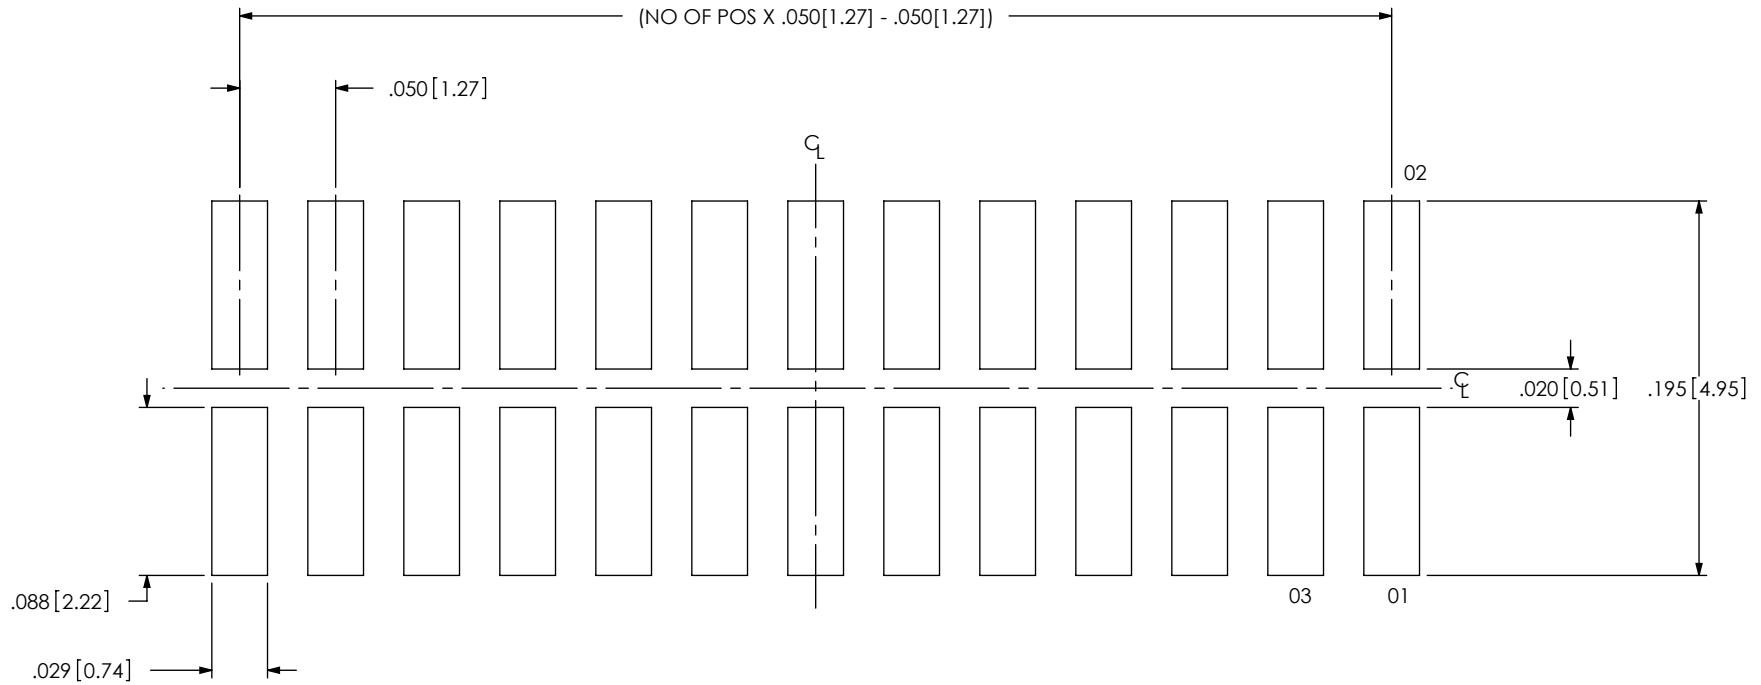 (NO OF POS X .050[1.27] - .050[1.27])
.050[1.27]
CL
02
CL
.020[0.51]
.195[4.95]
.088[2.22]
03
01
.029[0.74]